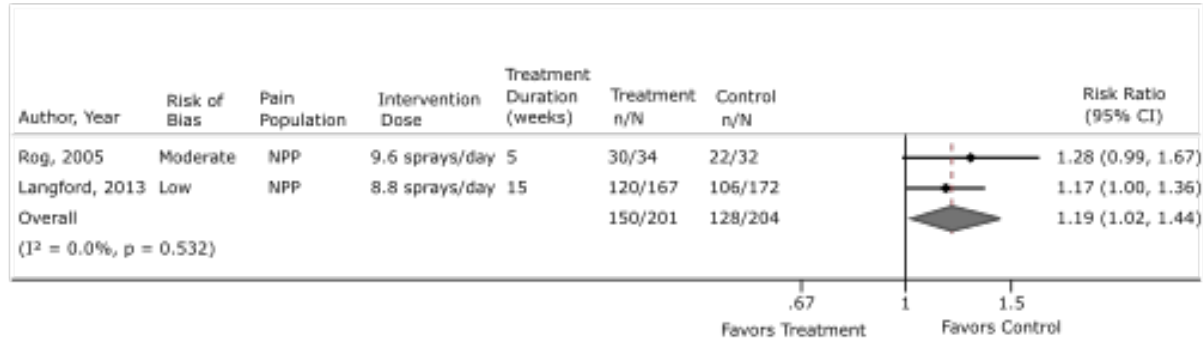 Author, Year Risk of Bias Pain Population Intervention Dose Treatment Duration (weeks) Treatment n/N Control n/N Risk Ratio (95% CI)
Rog, 2005 Moderate NPP 9.6 sprays/day 5 30/34 22/32 1.28 (0.99, 1.67)
Langford, 2013 Low NPP 8.8 sprays/day 15 120/167 106/172 1.17 (1.00, 1.36)
Overall 150/201 128/204 1.19 (1.02, 1.44)
(I² = 0.0%, p = 0.532)
.67 1 1.5
Favors Treatment Favors Control